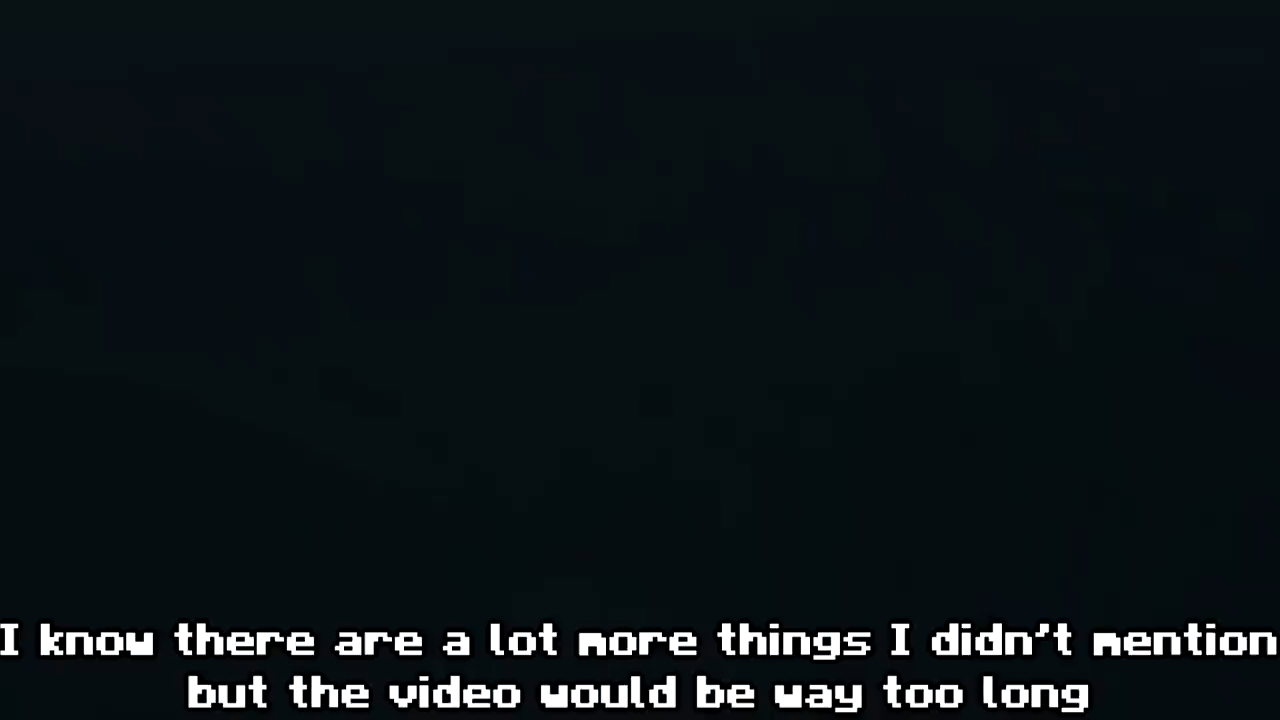 I know there are a lot more things I didn't mention
but the video would be way too long